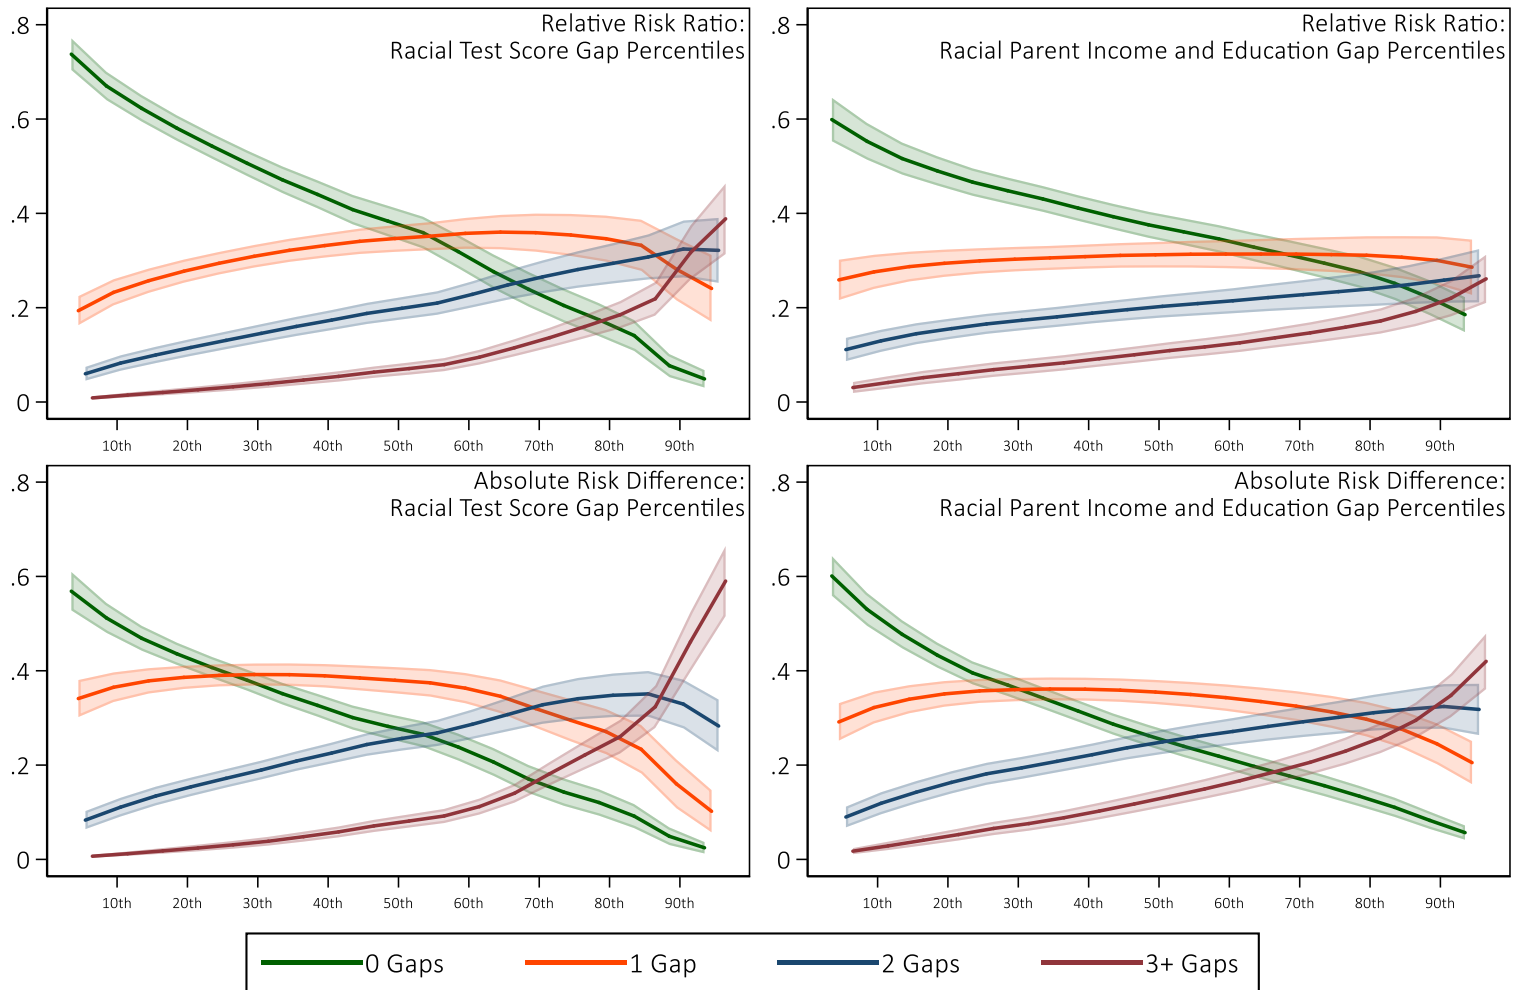 Relative Risk Ratio:
Racial Test Score Gap Percentiles
.8
.6
.4
.2
0
10th 20th 30th 40th 50th 60th 70th 80th 90th
Relative Risk Ratio:
Racial Parent Income and Education Gap Percentiles
.8
.6
.4
.2
0
10th 20th 30th 40th 50th 60th 70th 80th 90th
Absolute Risk Difference:
Racial Test Score Gap Percentiles
.8
.6
.4
.2
0
10th 20th 30th 40th 50th 60th 70th 80th 90th
Absolute Risk Difference:
Racial Parent Income and Education Gap Percentiles
.8
.6
.4
.2
0
10th 20th 30th 40th 50th 60th 70th 80th 90th
0 Gaps 1 Gap 2 Gaps 3+ Gaps